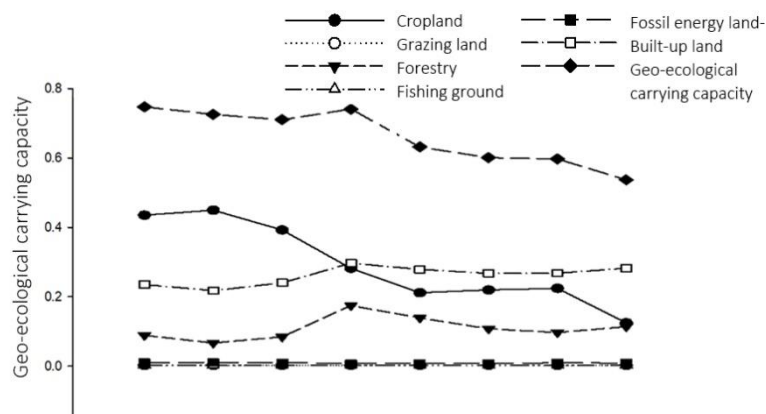 Cropland
Grazing land
Forestry
Fishing ground
Fossil energy land-
Built-up land
Geo-ecological
carrying capacity
Geo-ecological carrying capacity
0.8
0.6
0.4
0.2
0.0